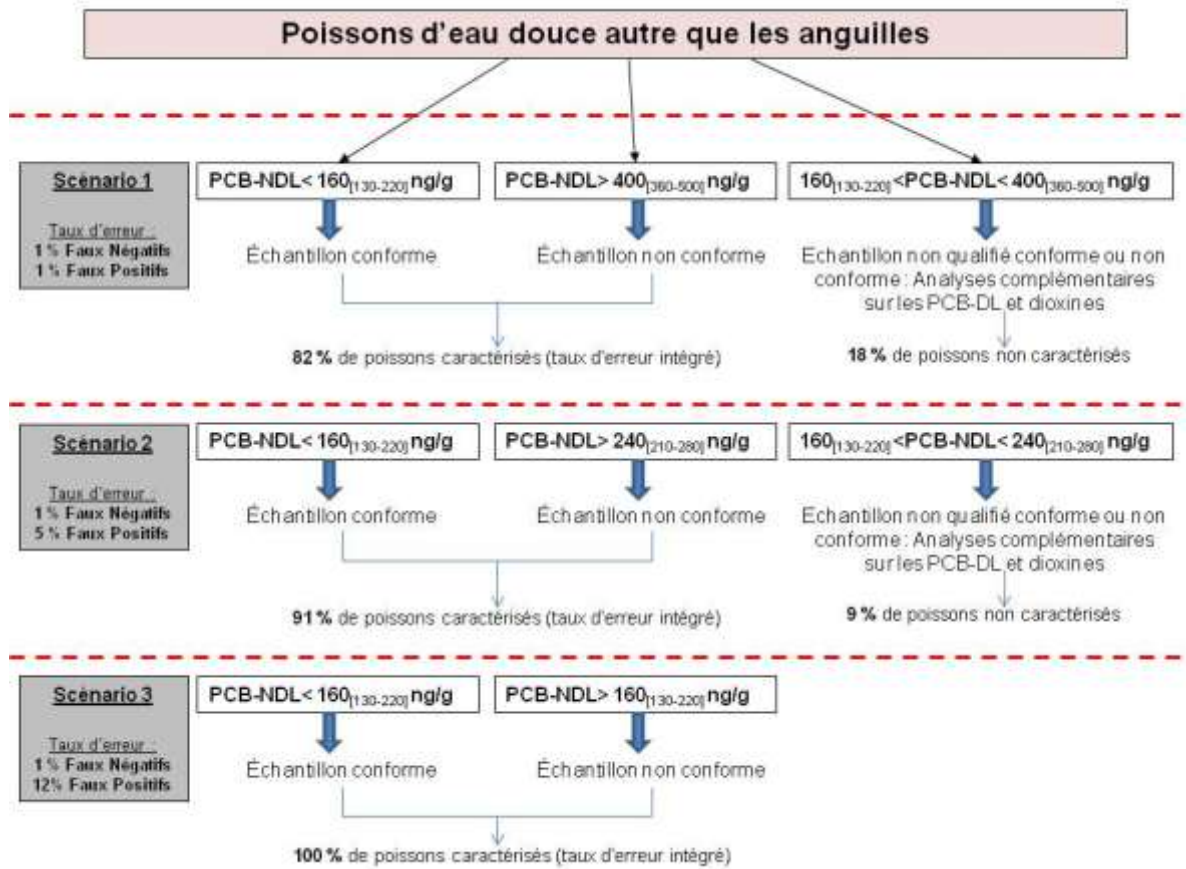 Poissons d'eau douce autre que les anguilles
Scénario 1
Taux d'erreur :
1 % Faux Négatifs
1 % Faux Positifs
PCB-NDL< 160[130-220] ng/g
Échantillon conforme
PCB-NDL> 400[360-500] ng/g
Échantillon non conforme
82 % de poissons caractérisés (taux d'erreur intégré)
160[130-220] <PCB-NDL< 400[360-500] ng/g
Echantillon non qualifié conforme ou non
conforme : Analyses complémentaires
sur les PCB-DL et dioxines
18 % de poissons non caractérisés
Scénario 2
Taux d'erreur :
1 % Faux Négatifs
5 % Faux Positifs
PCB-NDL< 160[130-220] ng/g
Échantillon conforme
PCB-NDL> 240[210-280] ng/g
Échantillon non conforme
91 % de poissons caractérisés (taux d'erreur intégré)
160[130-220] <PCB-NDL< 240[210-280] ng/g
Echantillon non qualifié conforme ou non
conforme : Analyses complémentaires
sur les PCB-DL et dioxines
9 % de poissons non caractérisés
Scénario 3
Taux d'erreur :
1 % Faux Négatifs
12% Faux Positifs
PCB-NDL< 160[130-220] ng/g
Échantillon conforme
PCB-NDL> 160[130-220] ng/g
Échantillon non conforme
100 % de poissons caractérisés (taux d'erreur intégré)